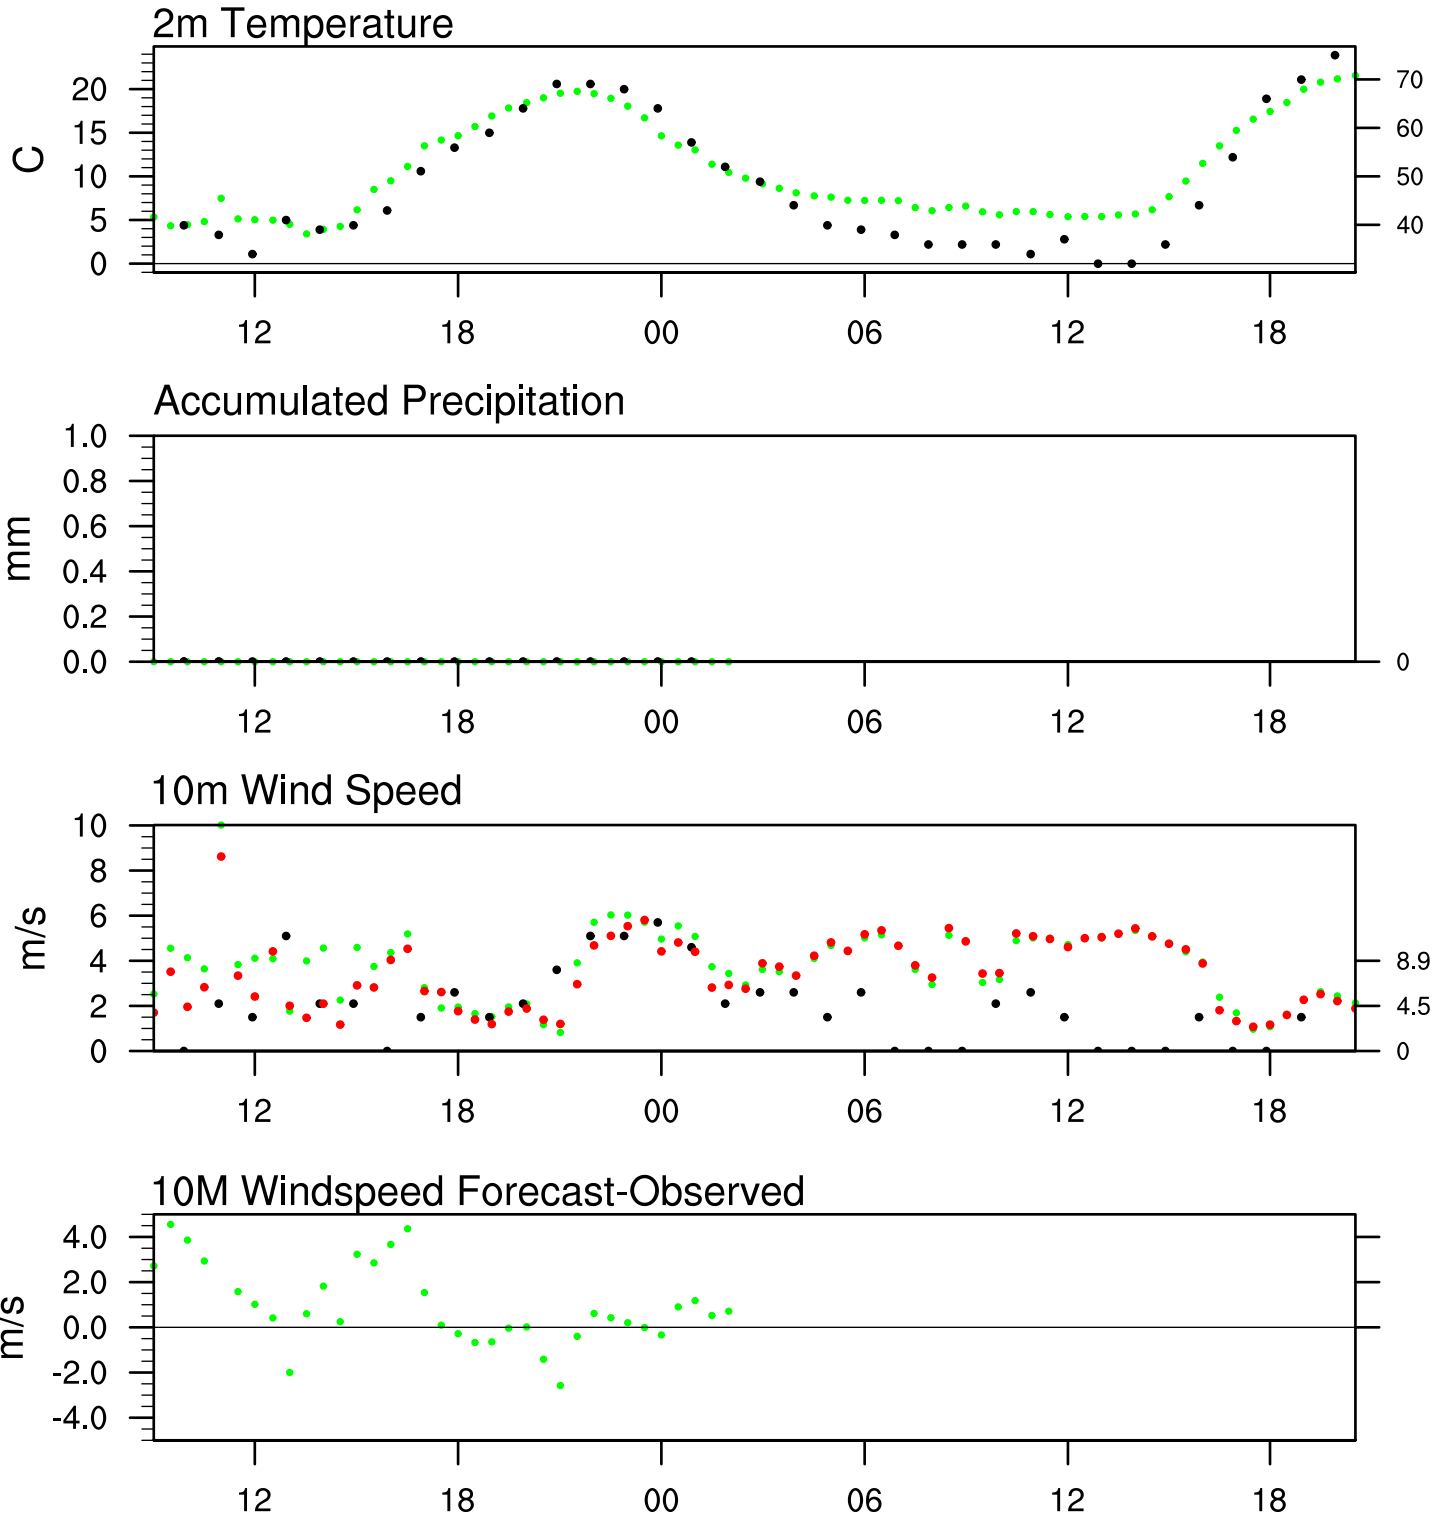 2m Temperature
C
20
15
10
5
0
70
60
50
40
12 18 00 06 12 18
Accumulated Precipitation
mm
1.0
0.8
0.6
0.4
0.2
0.0
0
12 18 00 06 12 18
10m Wind Speed
m/s
10
8
6
4
2
0
8.9
4.5
0
12 18 00 06 12 18
10M Windspeed Forecast-Observed
m/s
4.0
2.0
0.0
-2.0
-4.0
12 18 00 06 12 18